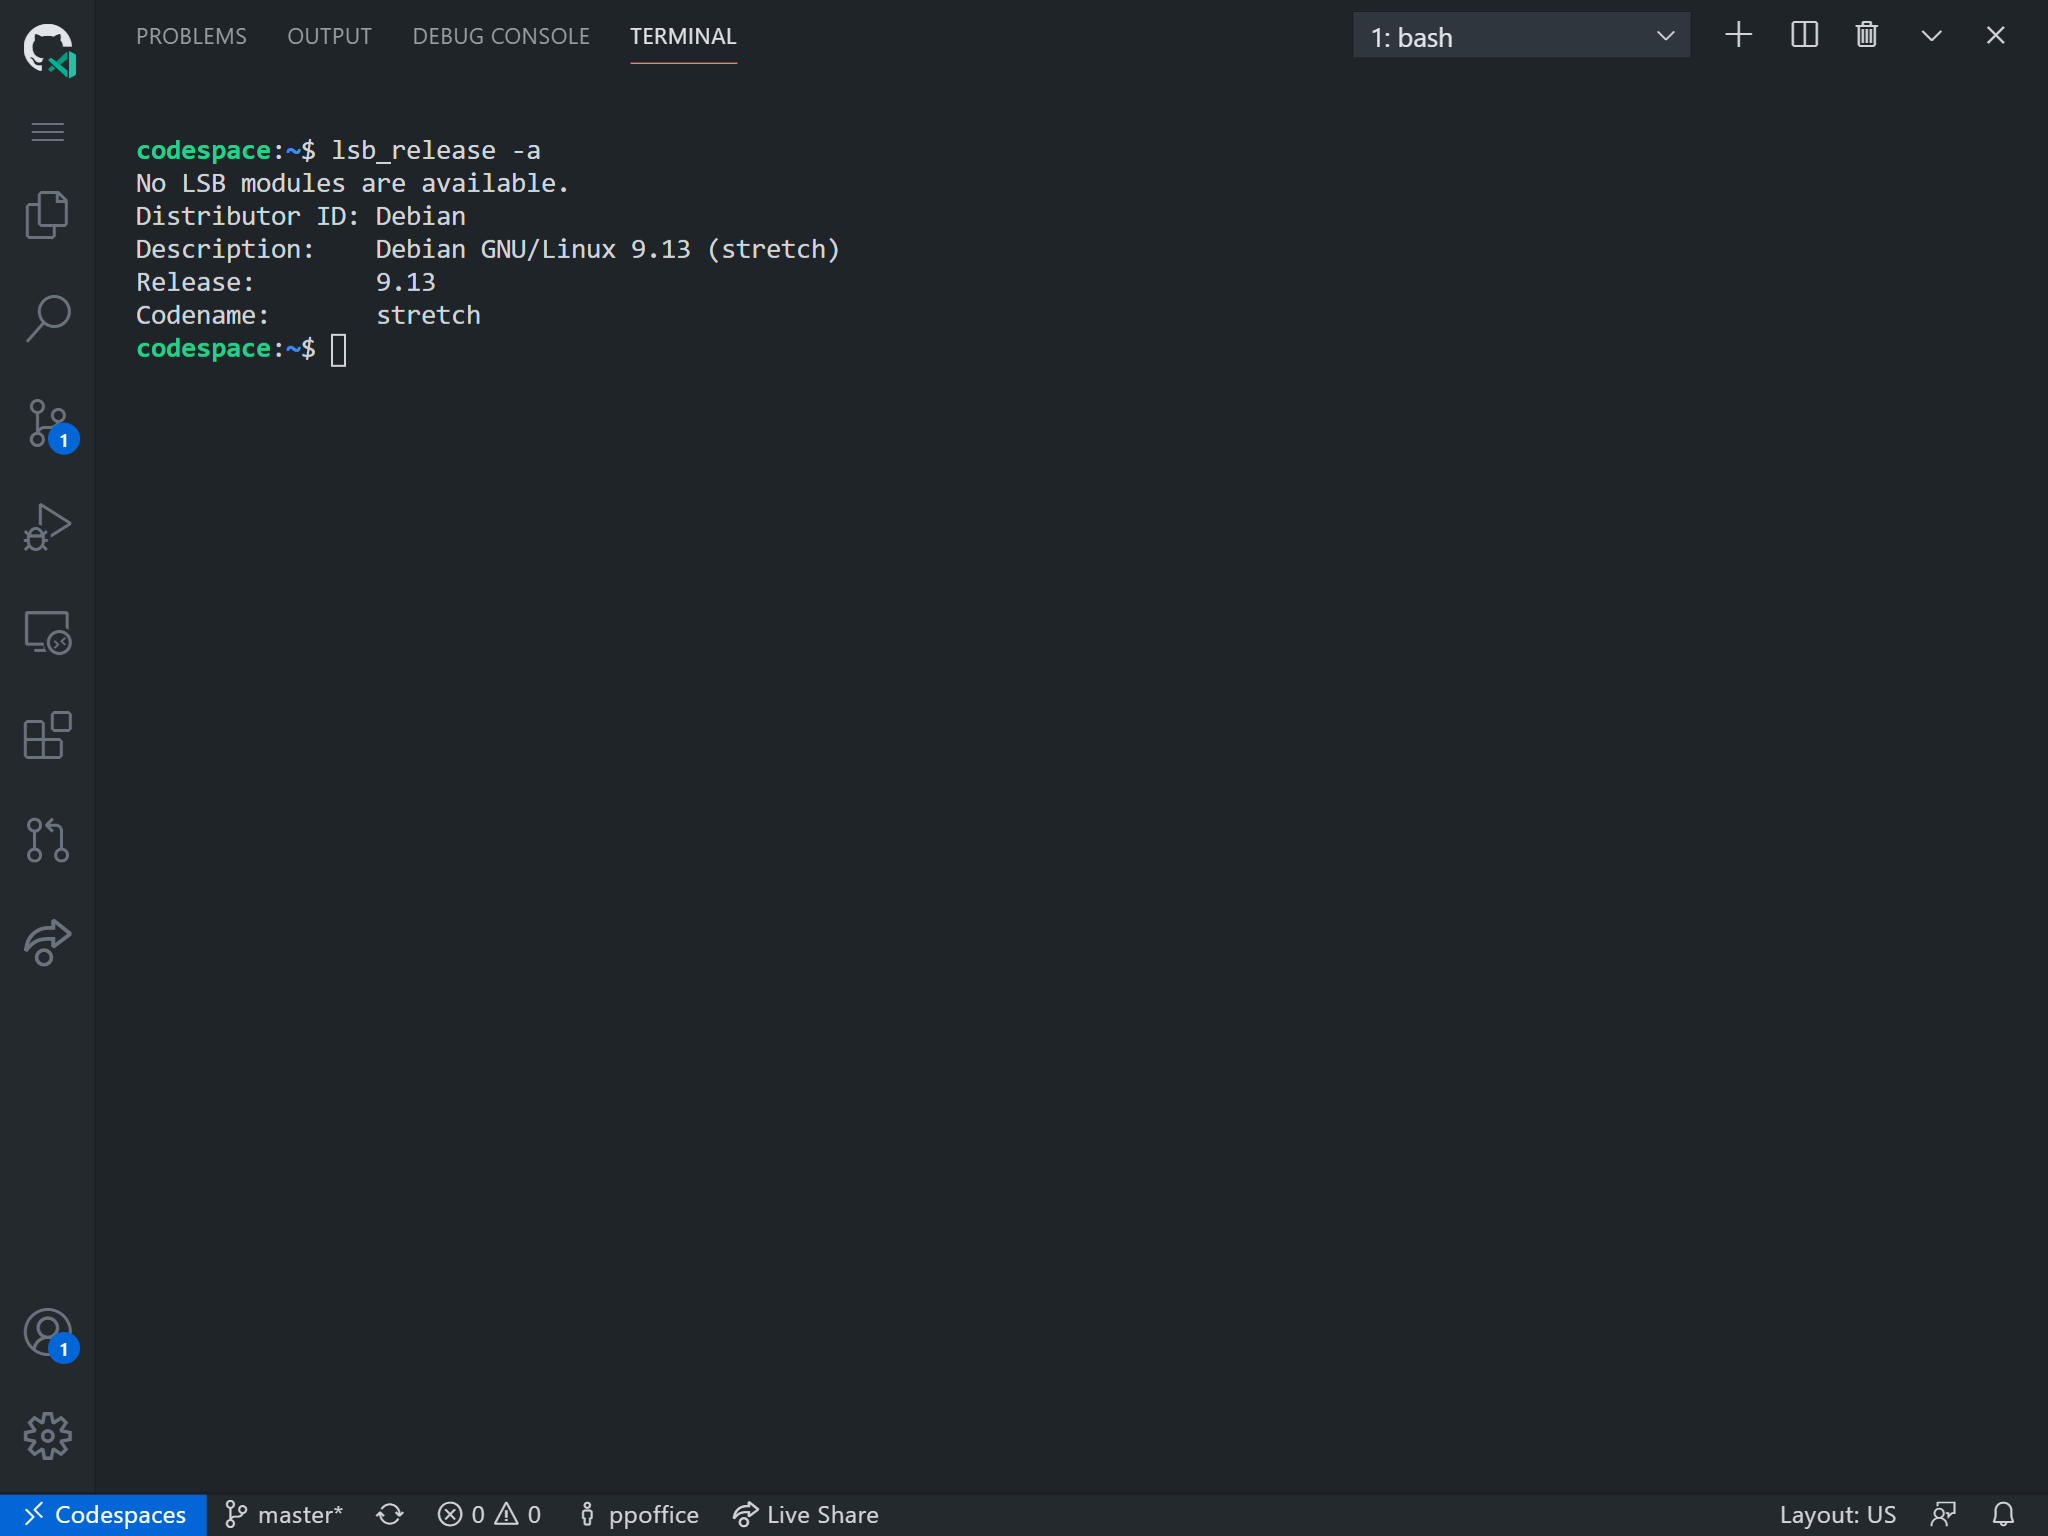 PROBLEMS OUTPUT DEBUG CONSOLE TERMINAL 1: bash
codespace:~$ lsb_release -a
No LSB modules are available.
Distributor ID: Debian
Description:    Debian GNU/Linux 9.13 (stretch)
Release:        9.13
Codename:       stretch
codespace:~$
1
1
Codespaces master* 0 0 ppoffice Live Share Layout: US